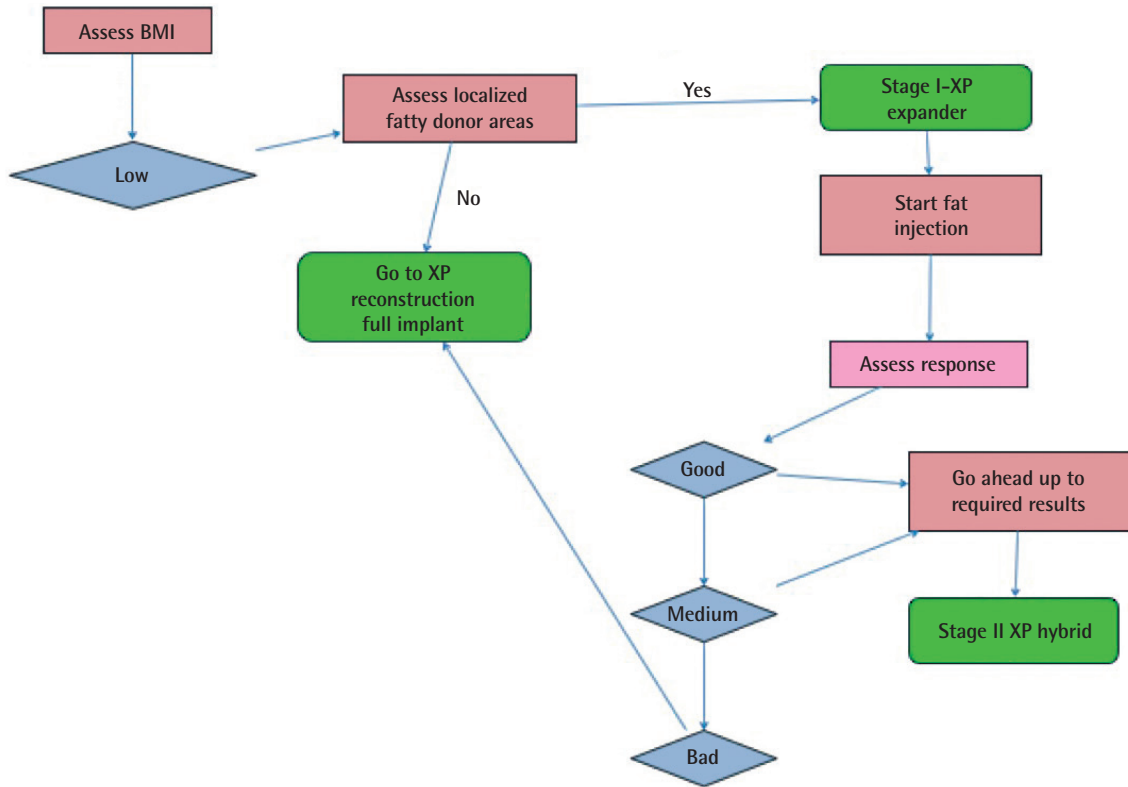 Assess BMI
Low
Assess localized
fatty donor areas
Yes
No
Stage I-XP
expander
Start fat
injection
Go to XP
reconstruction
full implant
Assess response
Good
Go ahead up to
required results
Medium
Stage II XP hybrid
Bad